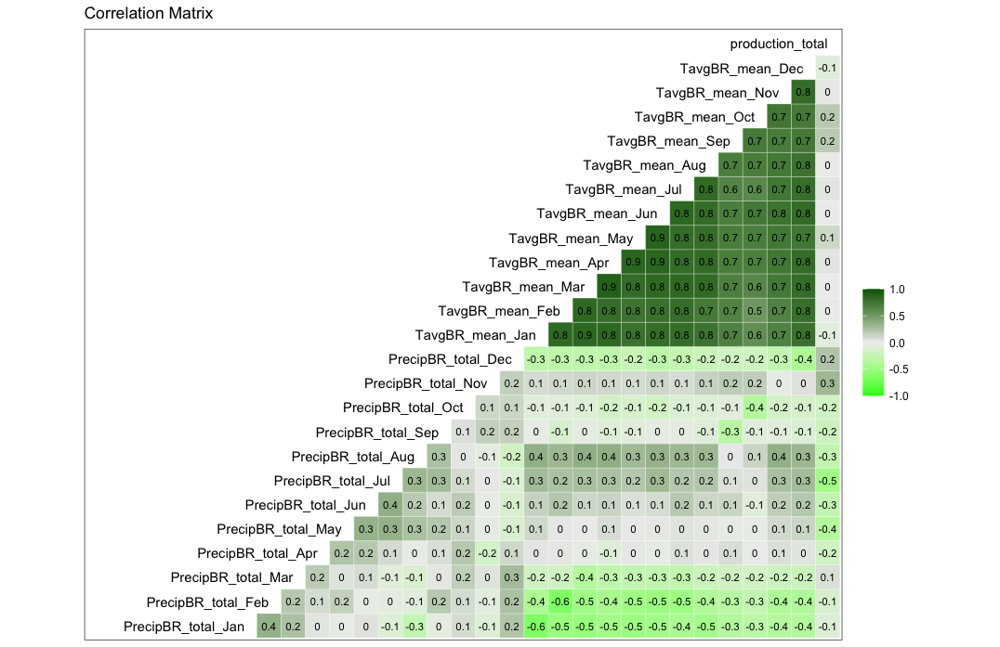 Correlation Matrix
production_total
TavgBR_mean_Dec -0.1
TavgBR_mean_Nov 0.8 0
TavgBR_mean_Oct 0.7 0.7 0.2
TavgBR_mean_Sep 0.7 0.7 0.7 0.2
TavgBR_mean_Aug 0.7 0.7 0.7 0.8 0
TavgBR_mean_Jul 0.8 0.6 0.6 0.7 0.8 0
TavgBR_mean_Jun 0.8 0.8 0.7 0.7 0.8 0.8 0
TavgBR_mean_May 0.9 0.8 0.8 0.7 0.7 0.7 0.7 0.1
TavgBR_mean_Apr 0.9 0.9 0.8 0.8 0.7 0.7 0.7 0.8 0
TavgBR_mean_Mar 0.9 0.8 0.8 0.8 0.8 0.7 0.6 0.7 0.8 0
TavgBR_mean_Feb 0.8 0.8 0.8 0.8 0.8 0.7 0.7 0.5 0.7 0.8 0
TavgBR_mean_Jan 0.8 0.9 0.8 0.8 0.8 0.8 0.8 0.7 0.6 0.7 0.8 -0.1
PrecipBR_total_Dec -0.3 -0.3 -0.3 -0.3 -0.2 -0.3 -0.3 -0.2 -0.2 -0.2 -0.3 -0.4 0.2
PrecipBR_total_Nov 0.2 0.1 0.1 0.1 0.1 0.1 0.1 0.1 0.1 0.2 0.2 0 0 0.3
PrecipBR_total_Oct 0.1 0.1 -0.1 -0.1 -0.1 -0.2 -0.1 -0.2 -0.1 -0.1 -0.1 -0.4 -0.2 -0.1 -0.2
PrecipBR_total_Sep 0.1 0.2 0.2 0 -0.1 0 -0.1 -0.1 0 0 -0.1 -0.3 -0.1 -0.1 -0.1 -0.2
PrecipBR_total_Aug 0.3 0 -0.1 -0.2 0.4 0.3 0.4 0.4 0.3 0.3 0.3 0.3 0 0.1 0.4 0.3 -0.3
PrecipBR_total_Jul 0.3 0.3 0.1 0 -0.1 0.3 0.2 0.3 0.3 0.2 0.3 0.2 0.2 0.1 0 0.3 0.3 -0.5
PrecipBR_total_Jun 0.4 0.2 0.1 0.2 0 -0.1 0.1 0.2 0.1 0.1 0.1 0.1 0.2 0.1 0.1 -0.1 0.2 0.2 -0.3
PrecipBR_total_May 0.3 0.3 0.3 0.2 0.1 0 -0.1 0.1 0 0 0.1 0 0 0 0 0 0 0.1 0.1 -0.4
PrecipBR_total_Apr 0.2 0.2 0.1 0 0.1 0.2 -0.2 0.1 0 0 0 -0.1 0 0 0.1 0 0.1 0 0.1 0 -0.2
PrecipBR_total_Mar 0.2 0 0.1 -0.1 -0.1 0 0.2 0 0.3 -0.2 -0.2 -0.4 -0.3 -0.3 -0.3 -0.3 -0.2 -0.2 -0.2 -0.2 -0.2 0.1
PrecipBR_total_Feb 0.2 0.1 0.2 0 0 -0.1 0.2 0.1 -0.1 0.2 -0.4 -0.6 -0.5 -0.4 -0.5 -0.5 -0.5 -0.4 -0.3 -0.3 -0.4 -0.4 -0.1
PrecipBR_total_Jan 0.4 0.2 0 0 0 -0.1 -0.3 0 0.1 -0.1 0.2 -0.6 -0.5 -0.5 -0.5 -0.5 -0.5 -0.4 -0.5 -0.3 -0.3 -0.4 -0.4 -0.1
1.0
0.5
0.0
-0.5
-1.0